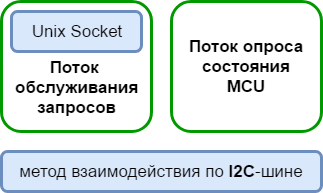 Unix Socket
Поток
обслуживания
запросов
Поток опроса
состояния
MCU
метод взаимодействия по I2C-шине